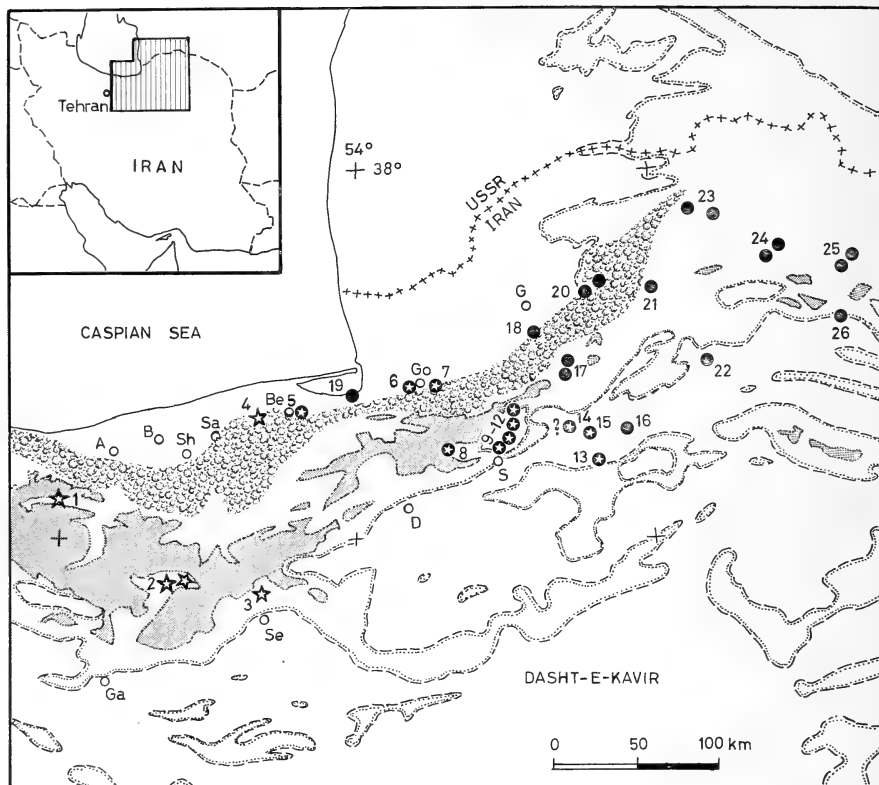 Tehran
IRAN
54°
38°
USSR
IRAN
CASPIAN SEA
23
24
25
G
20
21
26
18
22
17
19
6
Go
7
4
Be
5
Sa
B
Sh
A
9-12
?
14
15
16
8
S
13
1
D
2
3
Se
Ga
DASHT-E-KAVIR
0 50 100 km